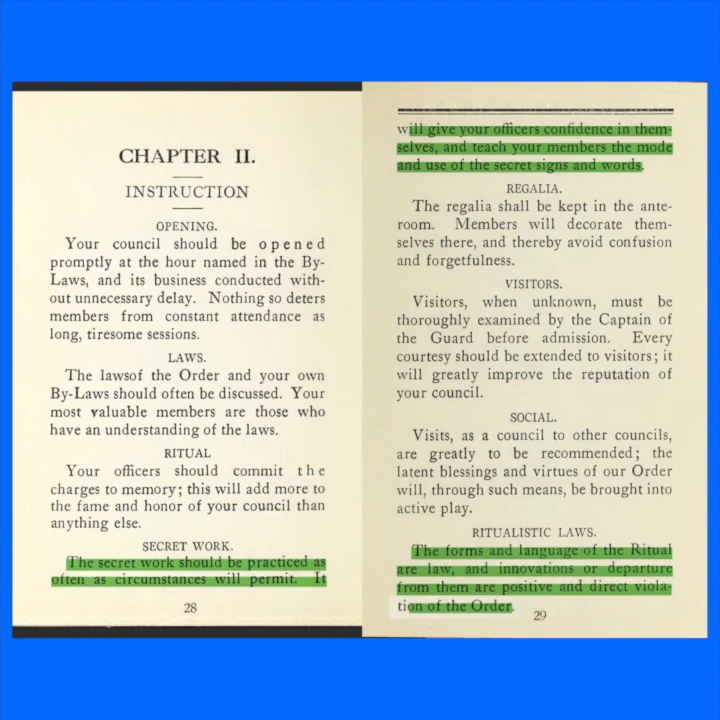 CHAPTER II.
INSTRUCTION
OPENING.
Your council should be opened
promptly at the hour named in the By-
Laws, and its business conducted with-
out unnecessary delay. Nothing so deters
members from constant attendance as
long, tiresome sessions.
LAWS.
The lawsof the Order and your own
By-Laws should often be discussed. Your
most valuable members are those who
have an understanding of the laws.
RITUAL
Your officers should commit the
charges to memory; this will add more to
the fame and honor of your council than
anything else.
SECRET WORK.
The secret work should be practiced as
often as circumstances will permit. It
28
will give your officers confidence in them-
selves, and teach your members the mode
and use of the secret signs and words.
REGALIA.
The regalia shall be kept in the ante-
room. Members will decorate them-
selves there, and thereby avoid confusion
and forgetfulness.
VISITORS.
Visitors, when unknown, must be
thoroughly examined by the Captain of
the Guard before admission. Every
courtesy should be extended to visitors; it
will greatly improve the reputation of
your council.
SOCIAL.
Visits, as a council to other councils,
are greatly to be recommended; the
latent blessings and virtues of our Order
will, through such means, be brought into
active play.
RITUALISTIC LAWS.
The forms and language of the Ritual
are law, and innovations or departure
from them are positive and direct viola-
tion of the Order.
29